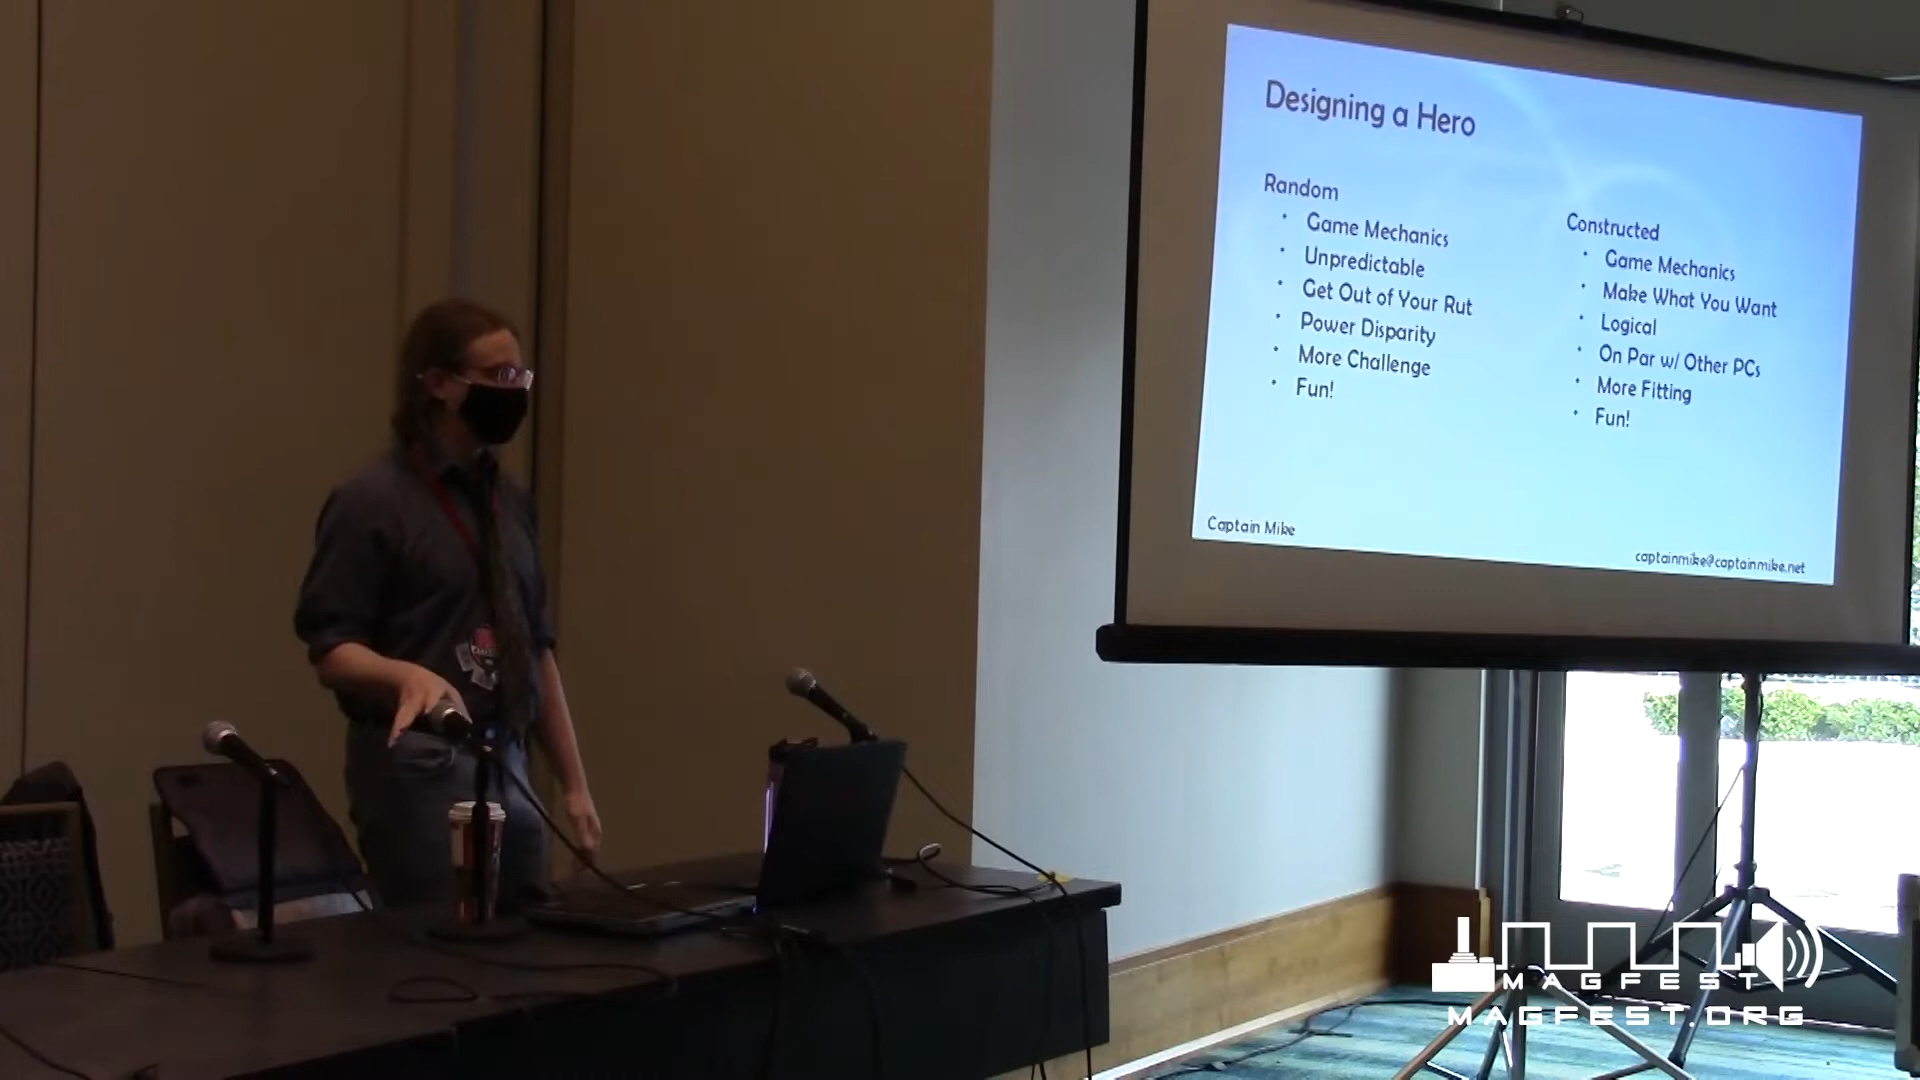 Designing a Hero
Random
• Game Mechanics
• Unpredictable
• Get Out of Your Rut
• Power Disparity
• More Challenge
• Fun!
Constructed
• Game Mechanics
• Make What You Want
• Logical
• On Par w/ Other PCs
• More Fitting
• Fun!
Captain Mike
captainmike@captainmike.net
MAGFEST
MAGFEST.ORG